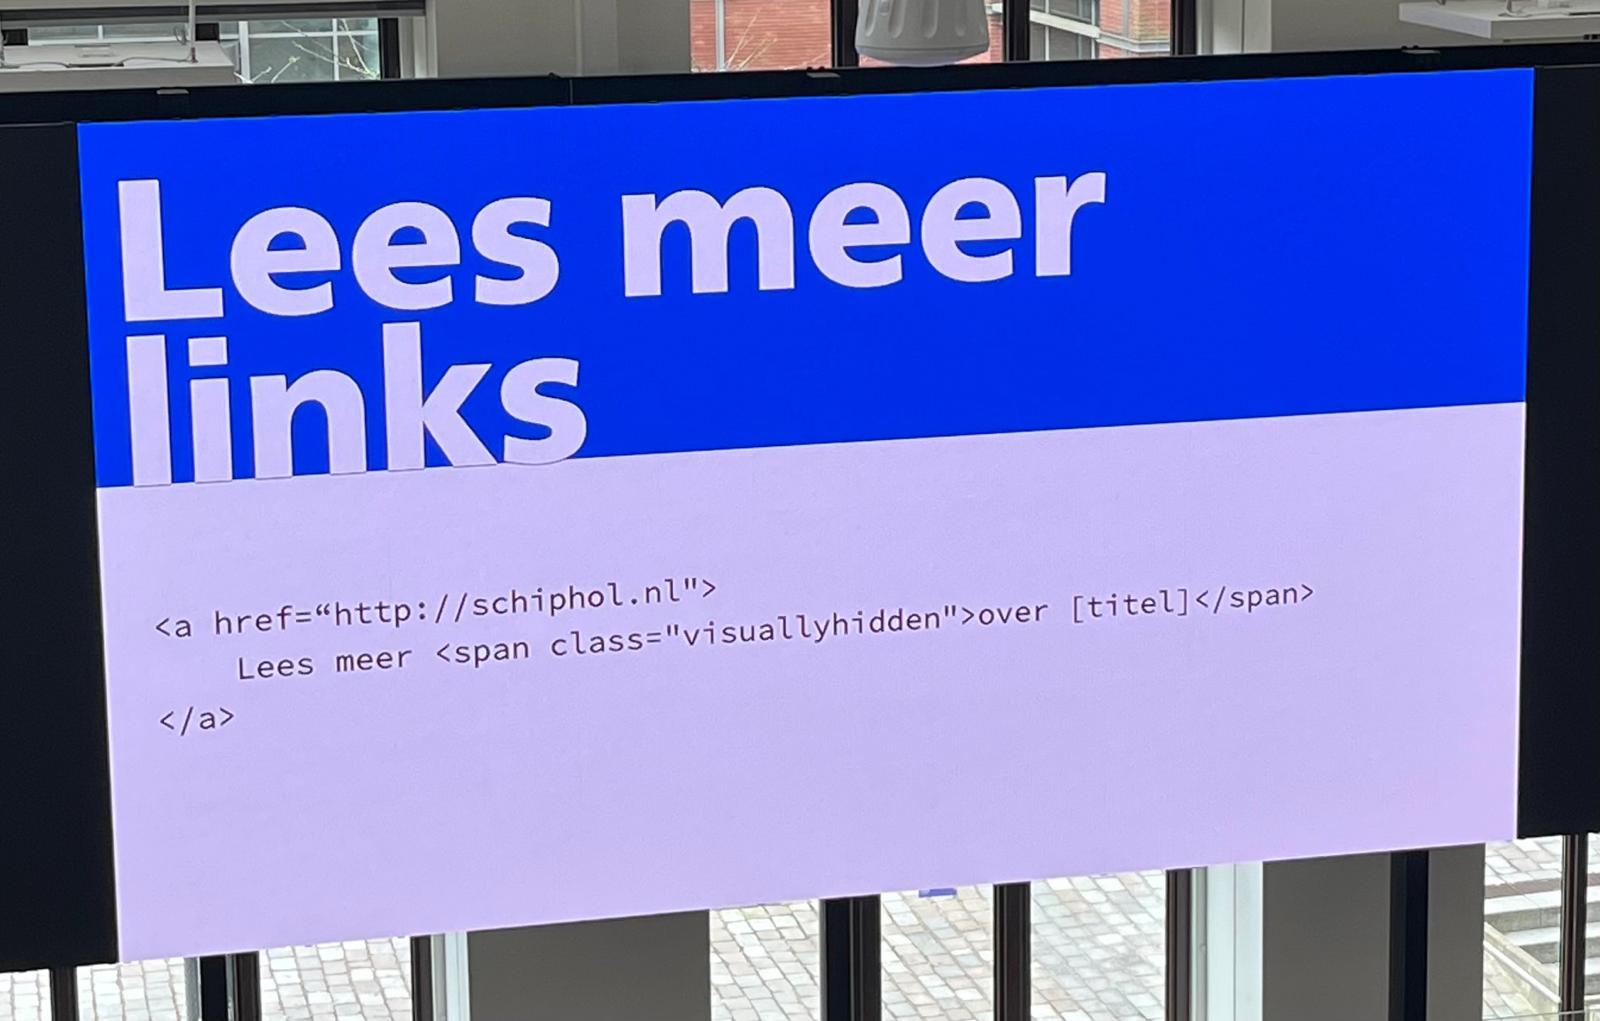 Lees meer
links
<a href=“http://schiphol.nl">
Lees meer <span class="visuallyhidden">over [titel]</span>
</a>